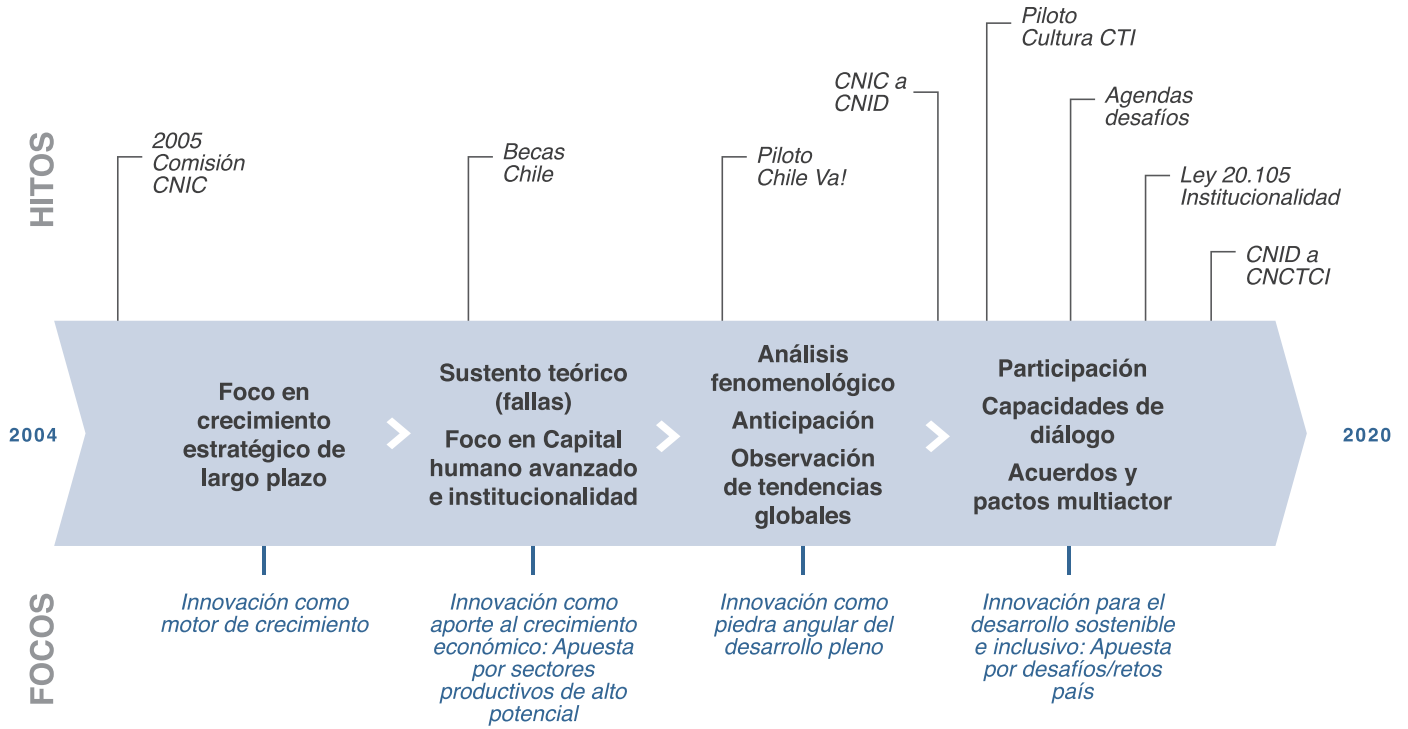 HITOS
2005
Comisión
CNIC
Becas
Chile
Piloto
Chile Va!
CNIC a
CNID
Piloto
Cultura CTI
Agendas
desafíos
Ley 20.105
Institucionalidad
CNID a
CNCTCI
2004
Foco en
crecimiento
estratégico de
largo plazo
Sustento teórico
(fallas)
Foco en Capital
humano avanzado
e institucionalidad
Análisis
fenomenológico
Anticipación
Observación
de tendencias
globales
Participación
Capacidades de
diálogo
Acuerdos y
pactos multiactor
2020
FOCOS
Innovación como
motor de crecimiento
Innovación como
aporte al crecimiento
económico: Apuesta
por sectores
productivos de alto
potencial
Innovación como
piedra angular del
desarrollo pleno
Innovación para el
desarrollo sostenible
e inclusivo: Apuesta
por desafíos/retos
país